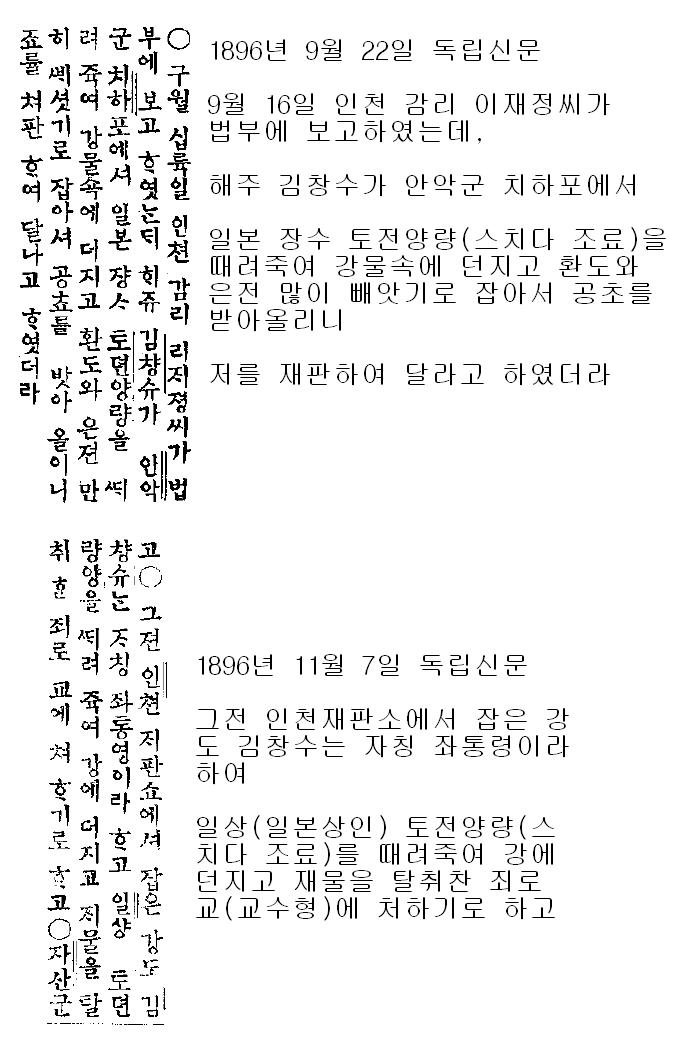 ○ 구월 십륙일 인쳔 감리 리지졍씨가 법
부에 보고 ᄒᆞ엿ᄂᆞᆫᄃᆡ ᄒᆡ쥬 김창슈가 안악
군 치하포에셔 일본 쟝ᄉᆞ 토뎐양량을 ᄯᅡ
려 쥭여 강물속에 더지고 환도와 은젼 만
히 ᄲᅢ셧기로 잡아셔 공쵸를 밧아 올이니
죠률 쳐판 ᄒᆞ여 달나고 ᄒᆞ엿더라
1896년 9월 22일 독립신문
9월 16일 인천 감리 이재정씨가
법부에 보고하였는데,
해주 김창수가 안악군 치하포에서
일본 장수 토전양량(스치다 조료)을
때려죽여 강물속에 던지고 환도와
은전 많이 빼앗기로 잡아서 공초를
받아올리니
저를 재판하여 달라고 하였더라
고 ○ 그젼 인쳔 ᄌᆡ판쇼에셔 잡은 강도 김
창슈ᄂᆞᆫ ᄌᆞ칭 좌통영이라 ᄒᆞ고 일샹 토뎐
량양을 ᄯᅡ려 쥭여 강에 더지고 ᄌᆡ물을 탈
취 ᄒᆞᆫ 죄로 교에 쳐 ᄒᆞ기로 ᄒᆞ고 ○ 자산군
1896년 11월 7일 독립신문
그전 인천재판소에서 잡은 강
도 김창수는 자칭 좌통령이라
하여
일상(일본상인) 토전양량(스
치다 조료)를 때려죽여 강에
던지고 재물을 탈취찬 죄로
교(교수형)에 처하기로 하고